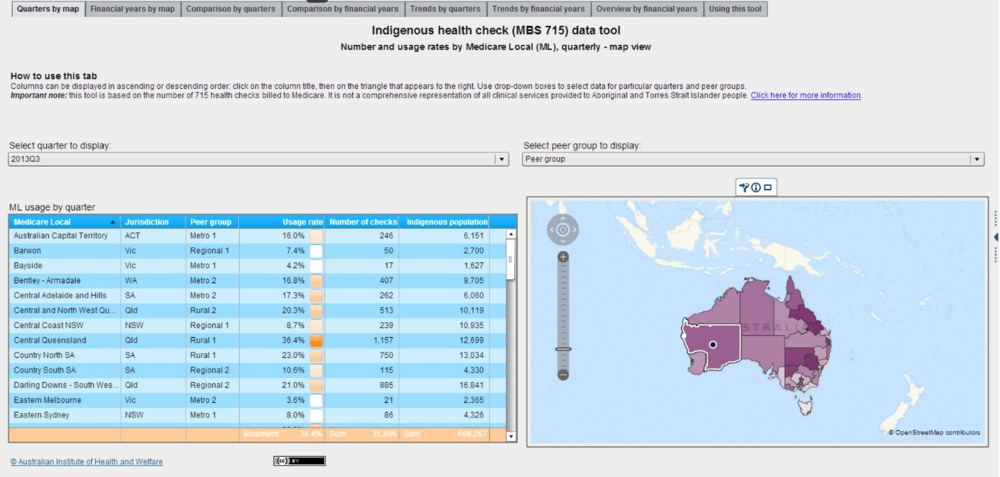 Quarters by map Financial years by map Comparison by quarters Comparison by financial years Trends by quarters Trends by financial years Overview by financial years Using this tool
Indigenous health check (MBS 715) data tool
Number and usage rates by Medicare Local (ML), quarterly - map view
How to use this tab
Columns can be displayed in ascending or descending order: click on the column title, then on the triangle that appears to the right. Use drop-down boxes to select data for particular quarters and peer groups.
Important note: this tool is based on the number of 715 health checks billed to Medicare. It is not a comprehensive representation of all clinical services provided to Aboriginal and Torres Strait Islander people. Click here for more information.
Select quarter to display:
2013Q3
Select peer group to display:
Peer group
ML usage by quarter
Medicare Local Jurisdiction Peer group Usage rate Number of checks Indigenous population
Australian Capital Territory ACT Metro 1 16.0% 246 6,151
Barwon Vic Regional 1 7.4% 50 2,700
Bayside Vic Metro 1 4.2% 17 1,627
Bentley - Armadale WA Metro 2 16.8% 407 9,705
Central Adelaide and Hills SA Metro 2 17.3% 262 6,060
Central and North West Qu... Qld Rural 2 20.3% 513 10,119
Central Coast NSW NSW Regional 1 8.7% 239 10,935
Central Queensland Qld Rural 1 36.4% 1,157 12,699
Country North SA SA Rural 1 23.0% 750 13,034
Country South SA SA Regional 2 10.6% 115 4,330
Darling Downs - South Wes... Qld Regional 2 21.0% 885 16,841
Eastern Melbourne Vic Metro 2 3.6% 21 2,365
Eastern Sydney NSW Metro 1 8.0% 86 4,326
Maximum: 36.4% Sum: 35,896 Sum: 668,287
AUSTRALIA
© OpenStreetMap contributors
© Australian Institute of Health and Welfare
(cc) BY